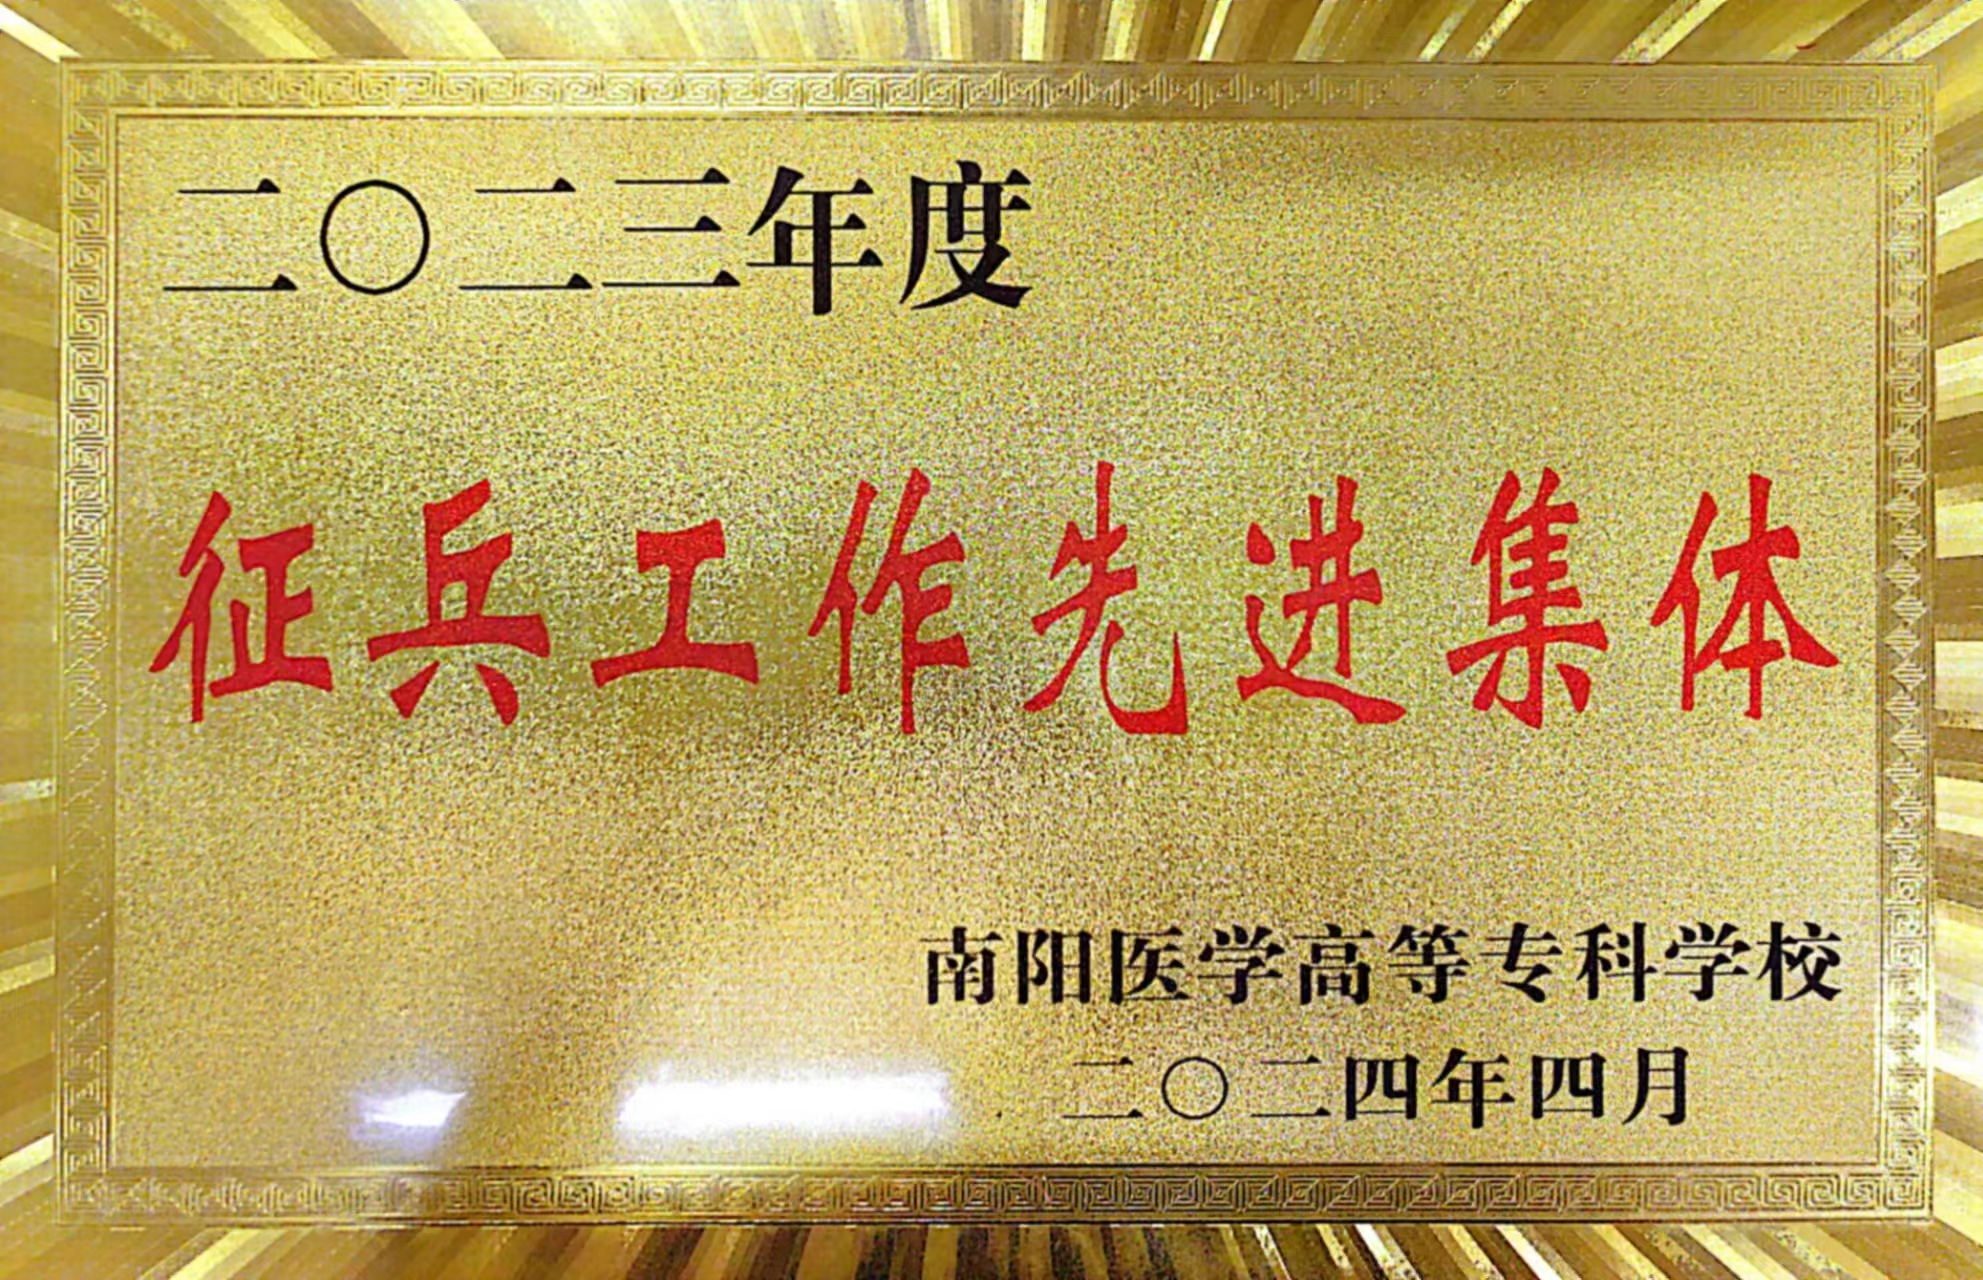 二〇二三年度
征兵工作先进集体
南阳医学高等专科学校
二〇二四年四月